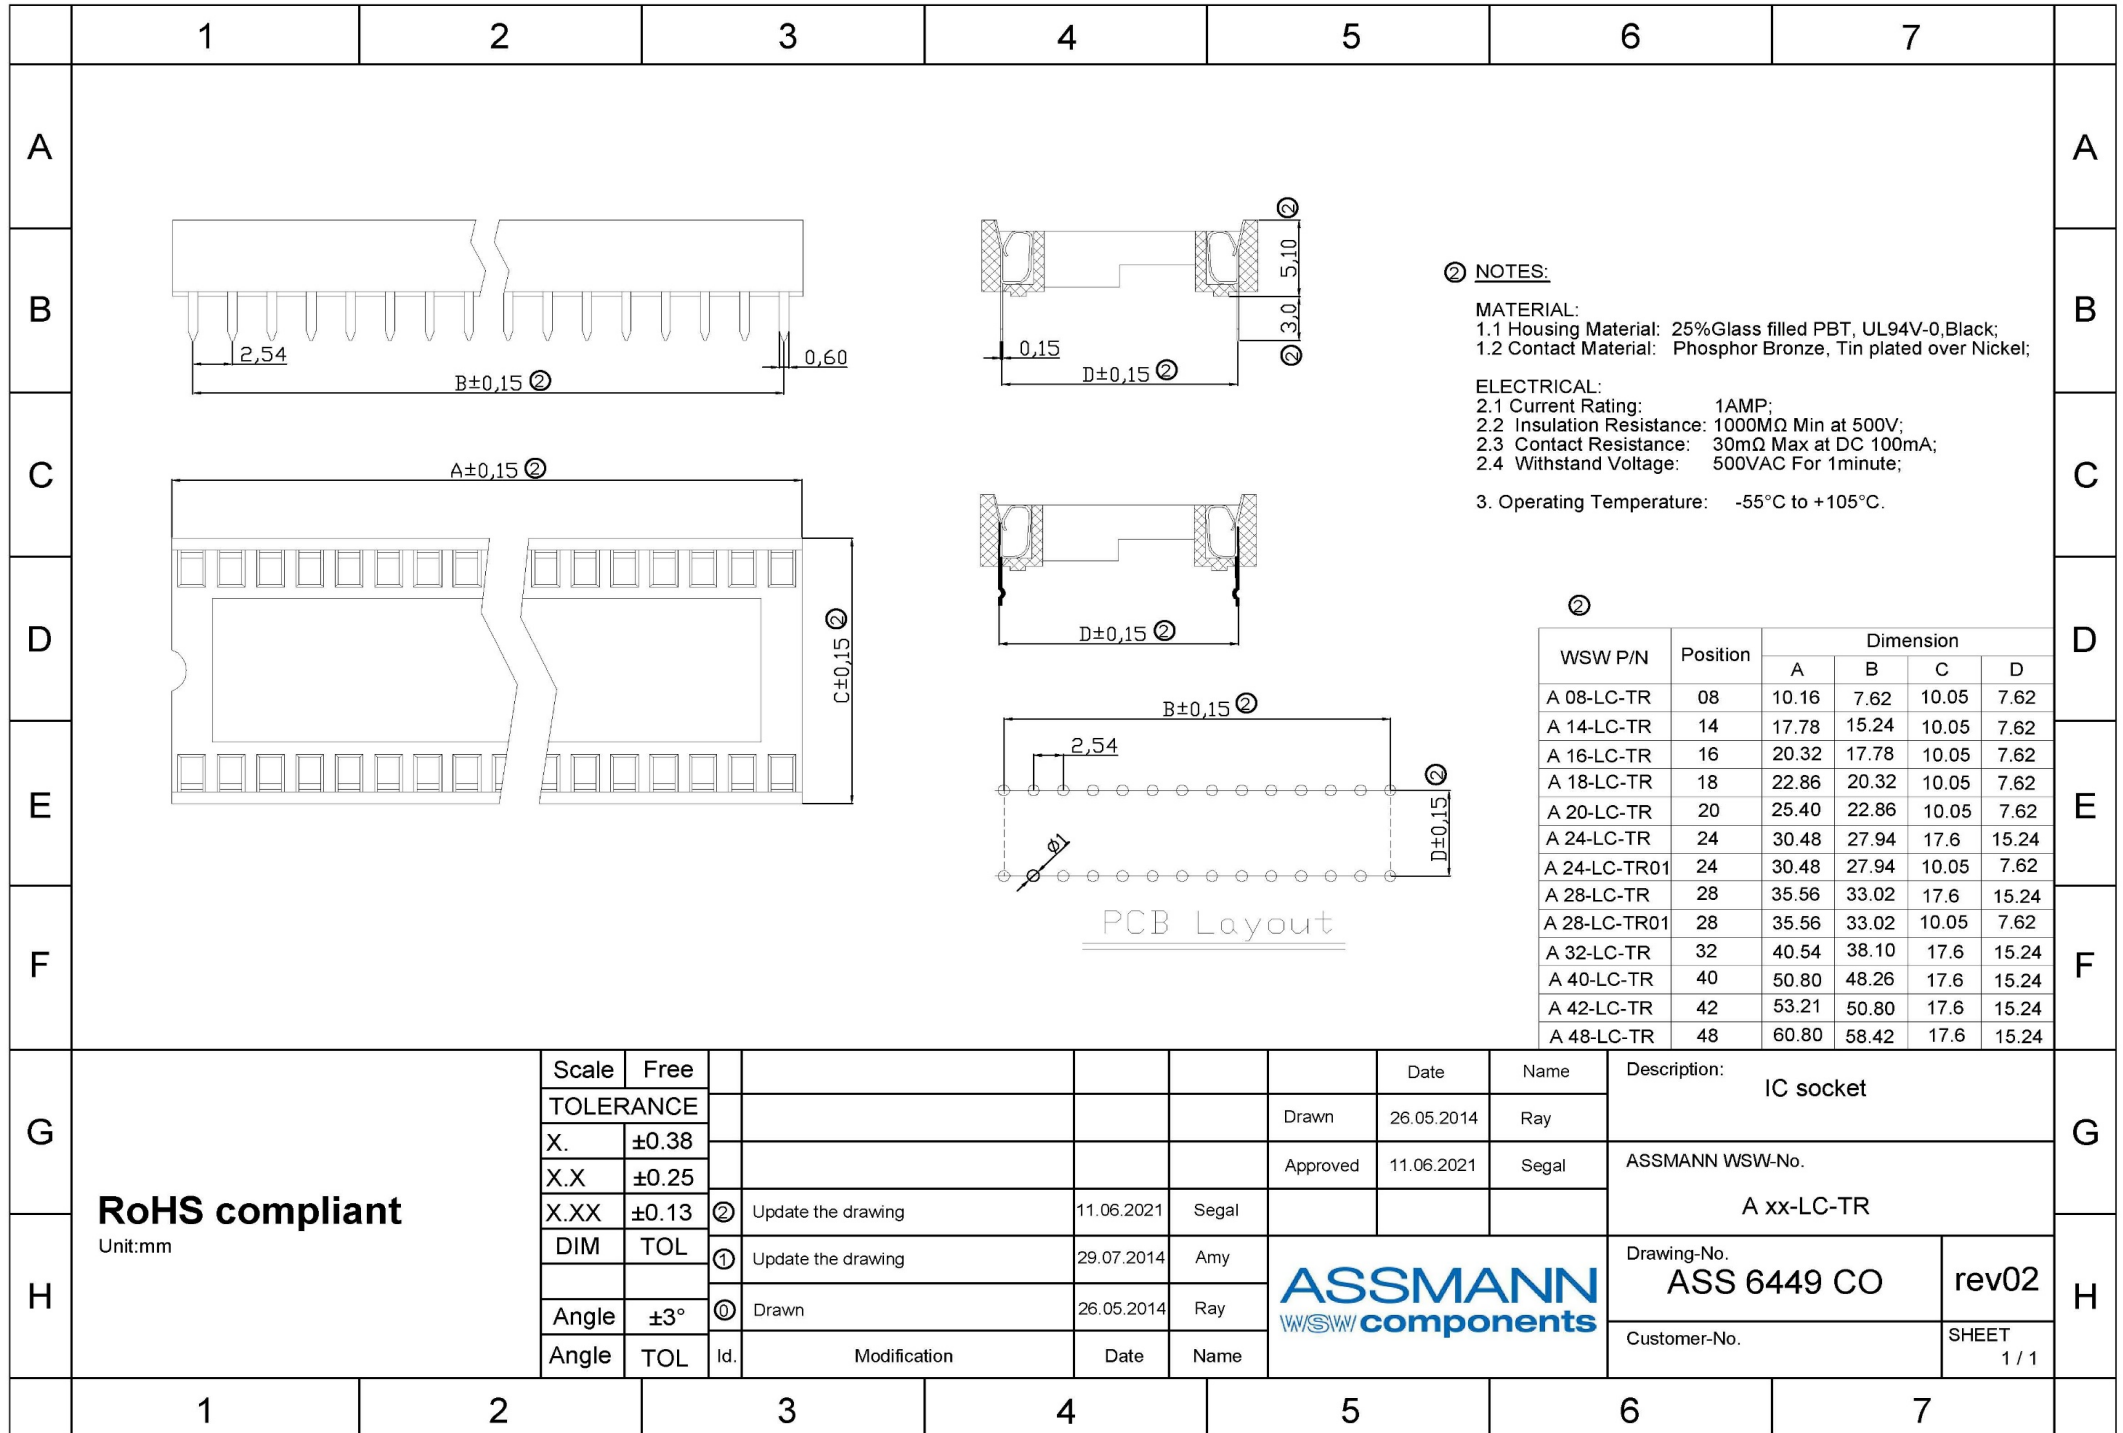 1 2 3 4 5 6 7
A A
B B
C C
D D
E E
F F
G G
H H
2,54
0,60
B±0,15 ②
A±0,15 ②
C±0,15 ②
5,10 ②
3,0 ②
0,15
D±0,15 ②
D±0,15 ②
B±0,15 ②
2,54
D±0,15 ②
Ø1
PCB Layout
② NOTES:
MATERIAL:
1.1 Housing Material: 25%Glass filled PBT, UL94V-0,Black;
1.2 Contact Material: Phosphor Bronze, Tin plated over Nickel;
ELECTRICAL:
2.1 Current Rating: 1AMP;
2.2 Insulation Resistance: 1000MΩ Min at 500V;
2.3 Contact Resistance: 30mΩ Max at DC 100mA;
2.4 Withstand Voltage: 500VAC For 1minute;
3. Operating Temperature: -55°C to +105°C.
②
WSW P/N Position Dimension
A B C D
A 08-LC-TR 08 10.16 7.62 10.05 7.62
A 14-LC-TR 14 17.78 15.24 10.05 7.62
A 16-LC-TR 16 20.32 17.78 10.05 7.62
A 18-LC-TR 18 22.86 20.32 10.05 7.62
A 20-LC-TR 20 25.40 22.86 10.05 7.62
A 24-LC-TR 24 30.48 27.94 17.6 15.24
A 24-LC-TR01 24 30.48 27.94 10.05 7.62
A 28-LC-TR 28 35.56 33.02 17.6 15.24
A 28-LC-TR01 28 35.56 33.02 10.05 7.62
A 32-LC-TR 32 40.54 38.10 17.6 15.24
A 40-LC-TR 40 50.80 48.26 17.6 15.24
A 42-LC-TR 42 53.21 50.80 17.6 15.24
A 48-LC-TR 48 60.80 58.42 17.6 15.24
RoHS compliant
Unit:mm
Scale Free
TOLERANCE
X. ±0.38
X.X ±0.25
X.XX ±0.13
DIM TOL
Angle ±3°
Angle TOL
② Update the drawing 11.06.2021 Segal
① Update the drawing 29.07.2014 Amy
⓪ Drawn 26.05.2014 Ray
Id. Modification Date Name
Date Name
Drawn 26.05.2014 Ray
Approved 11.06.2021 Segal
ASSMANN
WSW components
Description:
IC socket
ASSMANN WSW-No.
A xx-LC-TR
Drawing-No.
ASS 6449 CO
rev02
Customer-No.
SHEET
1 / 1
1 2 3 4 5 6 7